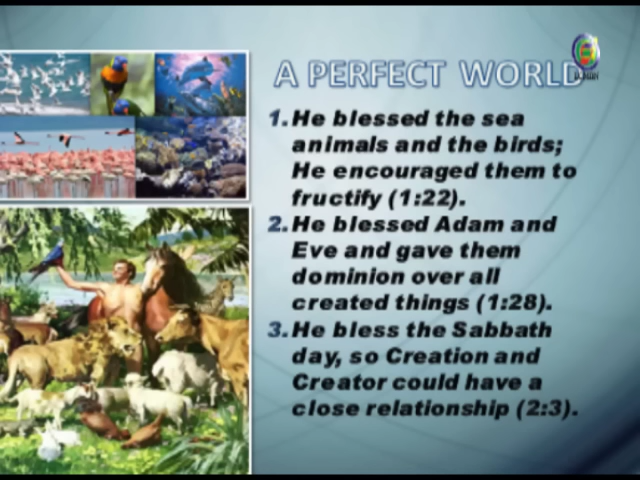 A PERFECT WORLD
1. He blessed the sea
animals and the birds;
He encouraged them to
fructify (1:22).
2. He blessed Adam and
Eve and gave them
dominion over all
created things (1:28).
3. He bless the Sabbath
day, so Creation and
Creator could have a
close relationship (2:3).